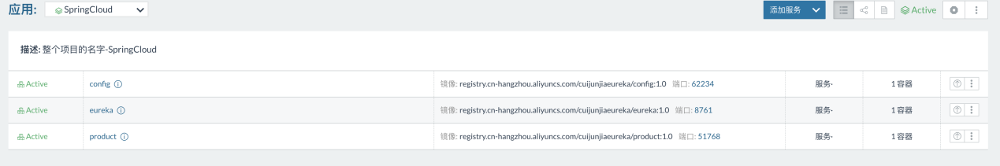 应用: SpringCloud 添加服务 Active
描述: 整个项目的名字-SpringCloud
Active config 镜像: registry.cn-hangzhou.aliyuncs.com/cuijunjiaeureka/config:1.0 端口: 62234 服务· 1 容器
Active eureka 镜像: registry.cn-hangzhou.aliyuncs.com/cuijunjiaeureka/eureka:1.0 端口: 8761 服务· 1 容器
Active product 镜像: registry.cn-hangzhou.aliyuncs.com/cuijunjiaeureka/product:1.0 端口: 51768 服务· 1 容器